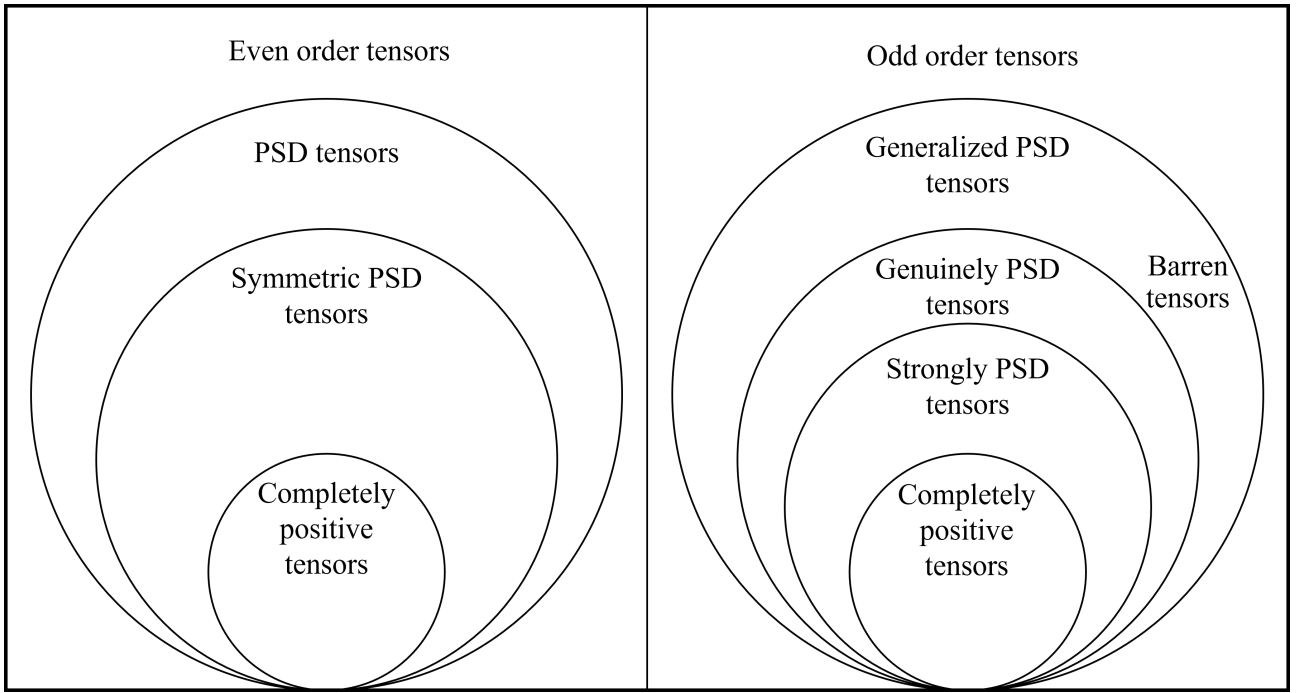 Even order tensors
PSD tensors
Symmetric PSD
tensors
Completely
positive
tensors
Odd order tensors
Generalized PSD
tensors
Genuinely PSD
tensors
Barren
tensors
Strongly PSD
tensors
Completely
positive
tensors